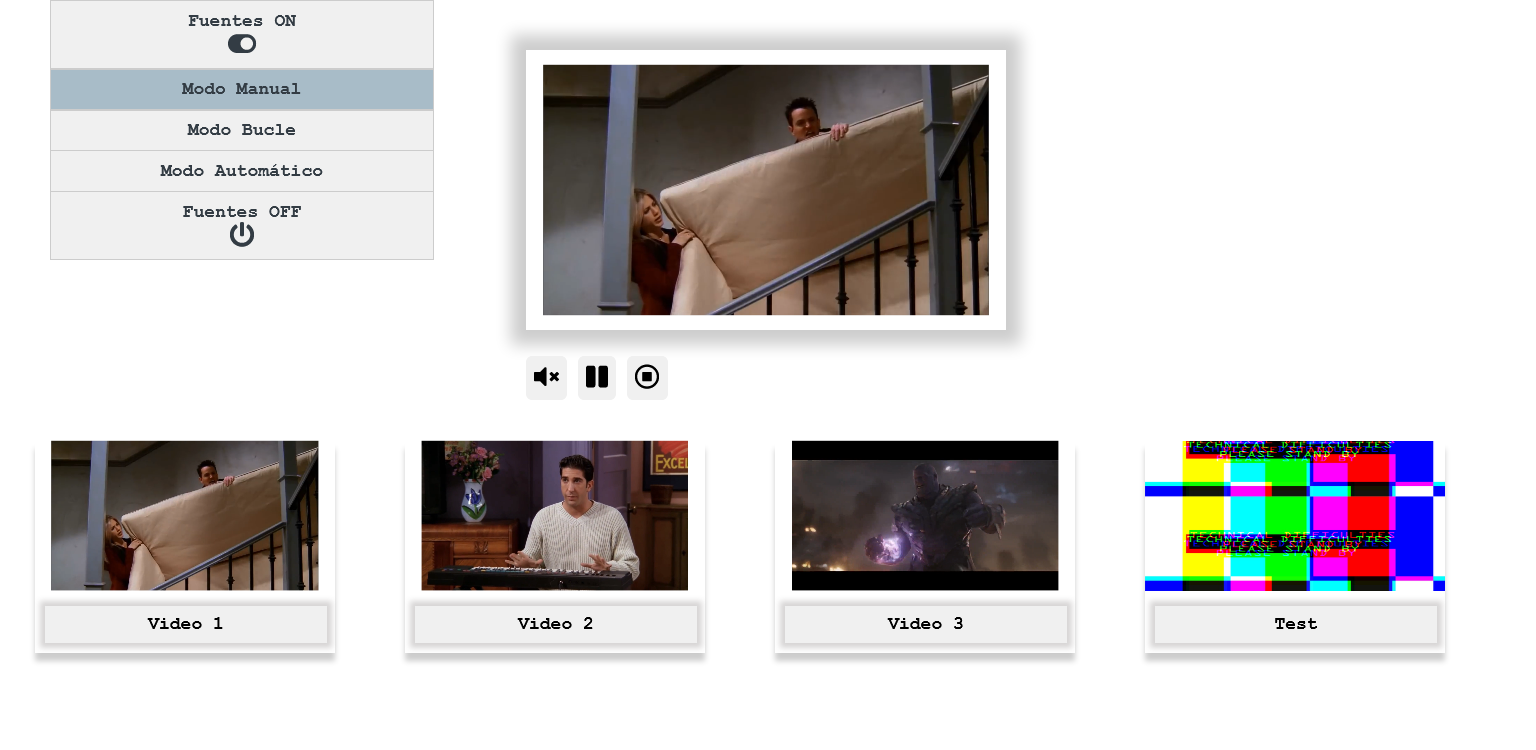 Fuentes ON
Modo Manual
Modo Bucle
Modo Automático
Fuentes OFF
EXCEL
TECHNICAL DIFFICULTIES
PLEASE STAND BY
TECHNICAL DIFFICULTIES
PLEASE STAND BY
Video 1
Video 2
Video 3
Test